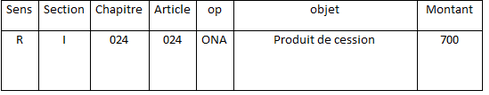 Sens Section Chapitre Article op objet Montant
R I 024 024 ONA Produit de cession 700